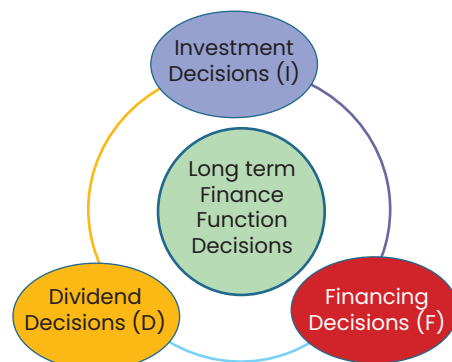 Investment
Decisions (I)
Long term
Finance
Function
Decisions
Dividend
Decisions (D)
Financing
Decisions (F)